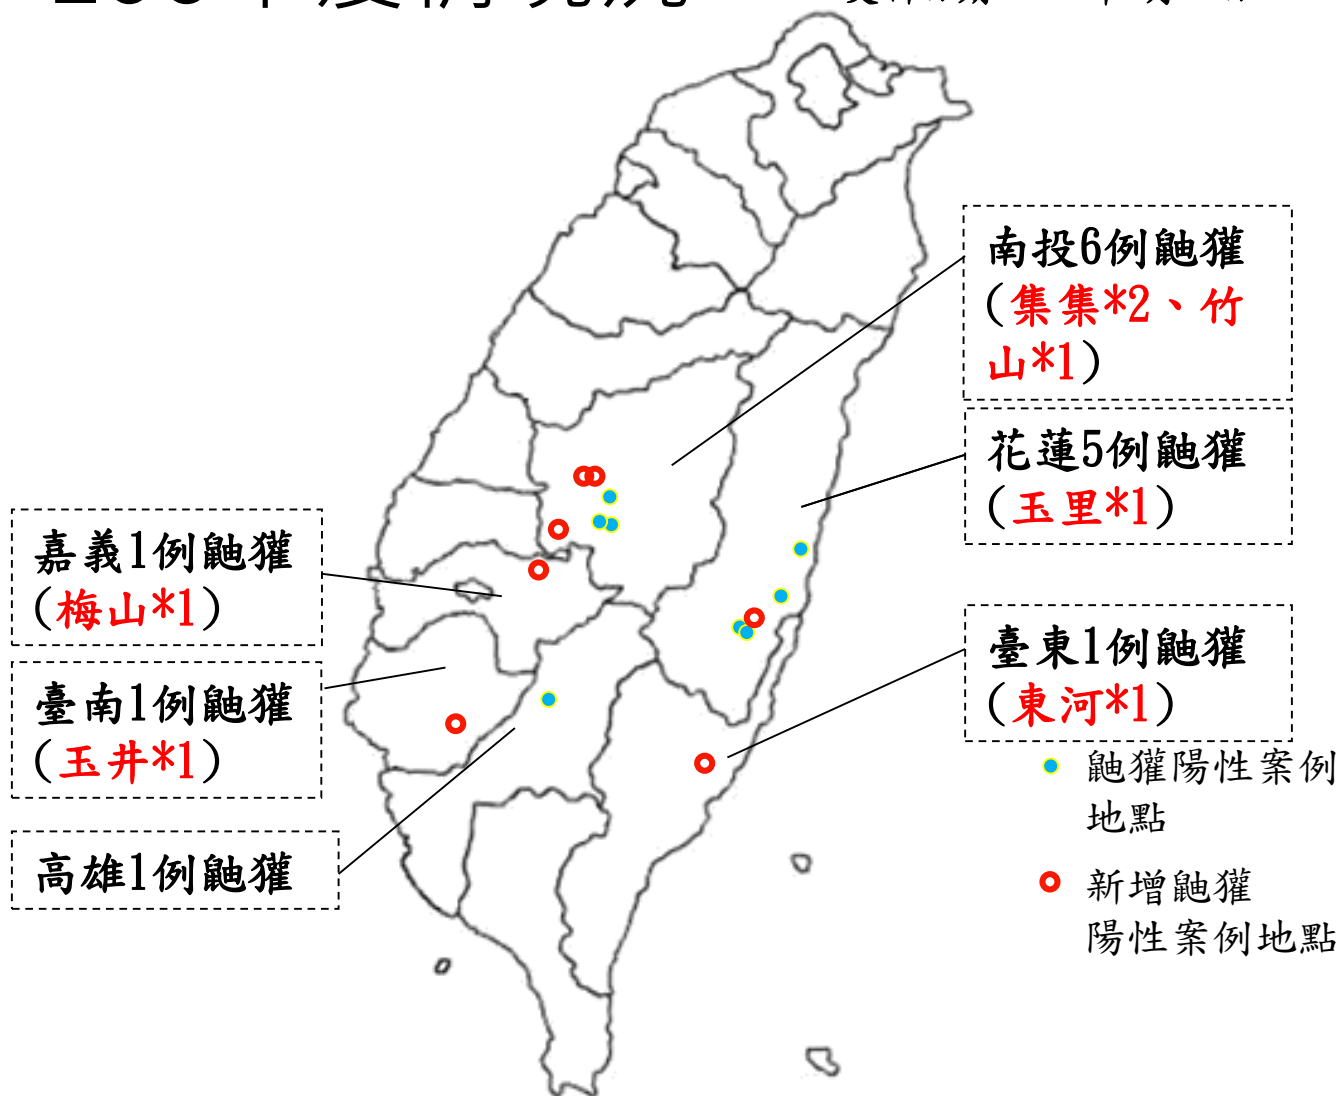 南投6例鼬獾
(集集*2、竹
山*1)
花蓮5例鼬獾
(玉里*1)
嘉義1例鼬獾
(梅山*1)
臺東1例鼬獾
(東河*1)
臺南1例鼬獾
(玉井*1)
高雄1例鼬獾
鼬獾陽性案例
地點
新增鼬獾
陽性案例地點